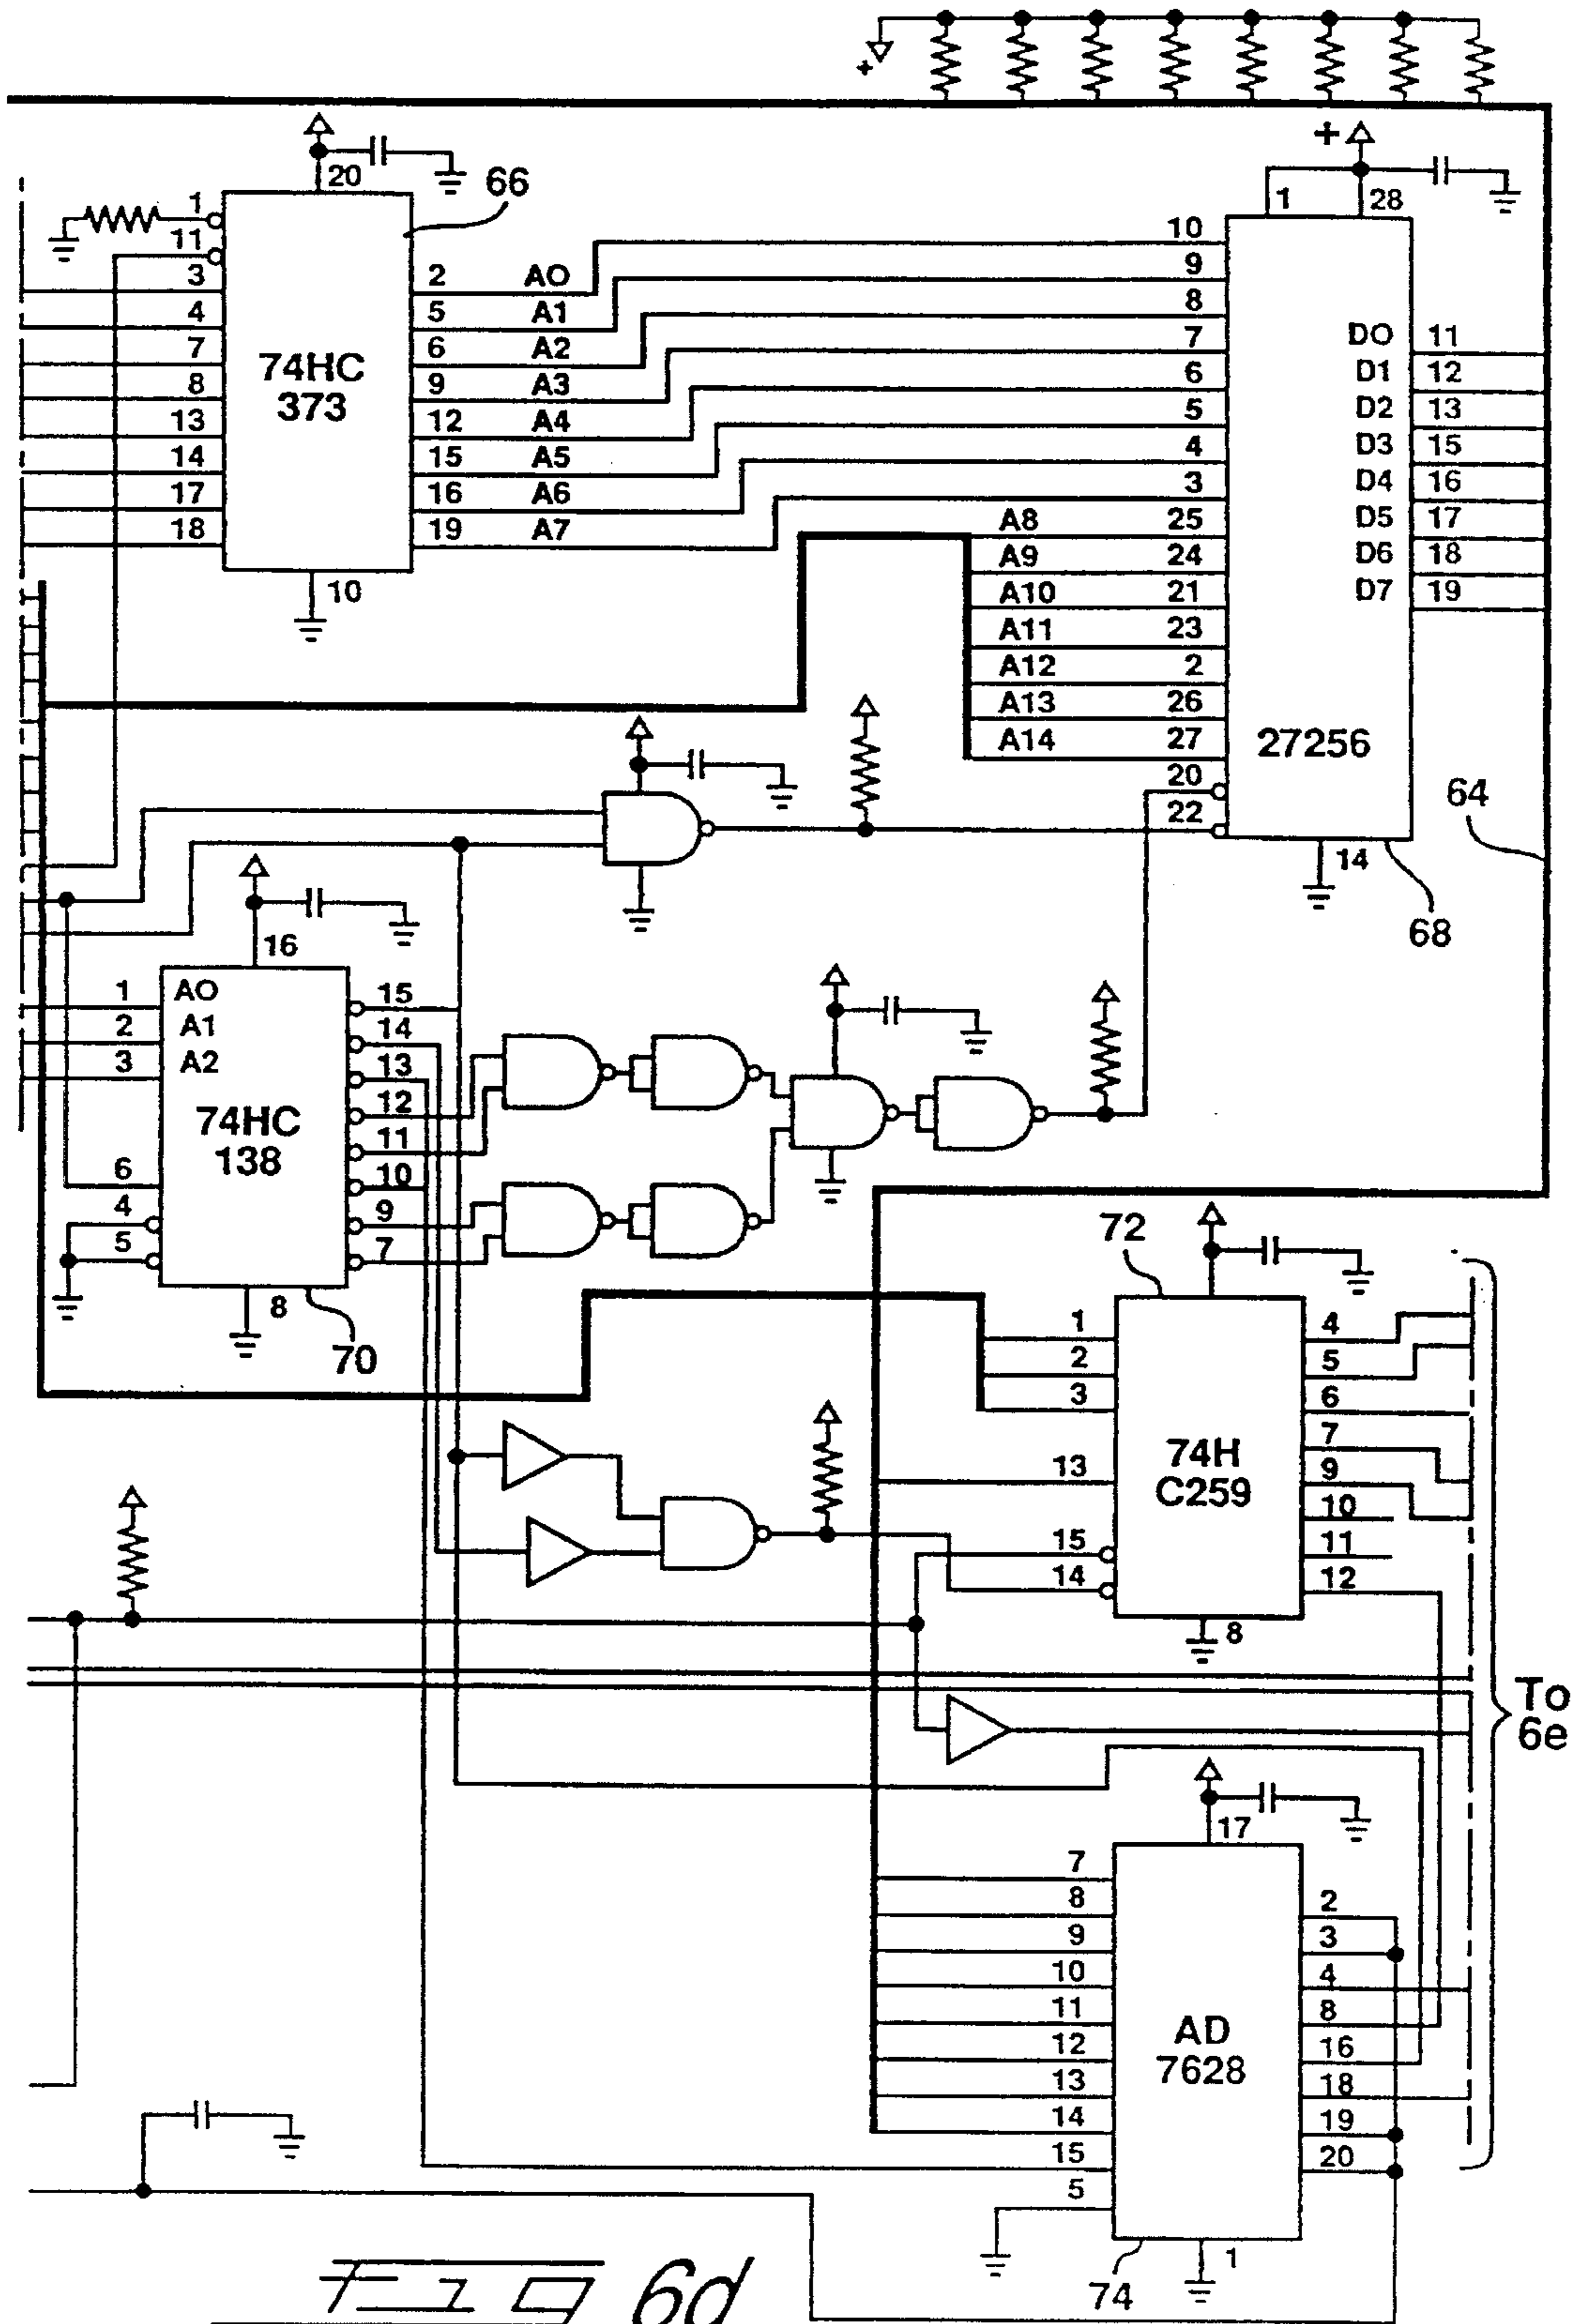 +
+
20
66
1
11
3
4
7
8
13
14
17
18
74HC
373
2 AO
5 A1
6 A2
9 A3
12 A4
15 A5
16 A6
19 A7
10
1
28
10
9
8
7
6
5
4
3
A8 25
A9 24
A10 21
A11 23
A12 2
A13 26
A14 27
20
22
DO 11
D1 12
D2 13
D3 15
D4 16
D5 17
D6 18
D7 19
27256
14
64
68
16
1 AO
2 A1
3 A2
6
4
5
74HC
138
15
14
13
12
11
10
9
7
8
70
72
1
2
3
13
15
14
74H
C259
4
5
6
7
9
10
11
12
8
To
6e
17
7
8
9
10
11
12
13
14
15
5
AD
7628
2
3
4
8
16
18
19
20
1
74
Fig 6d